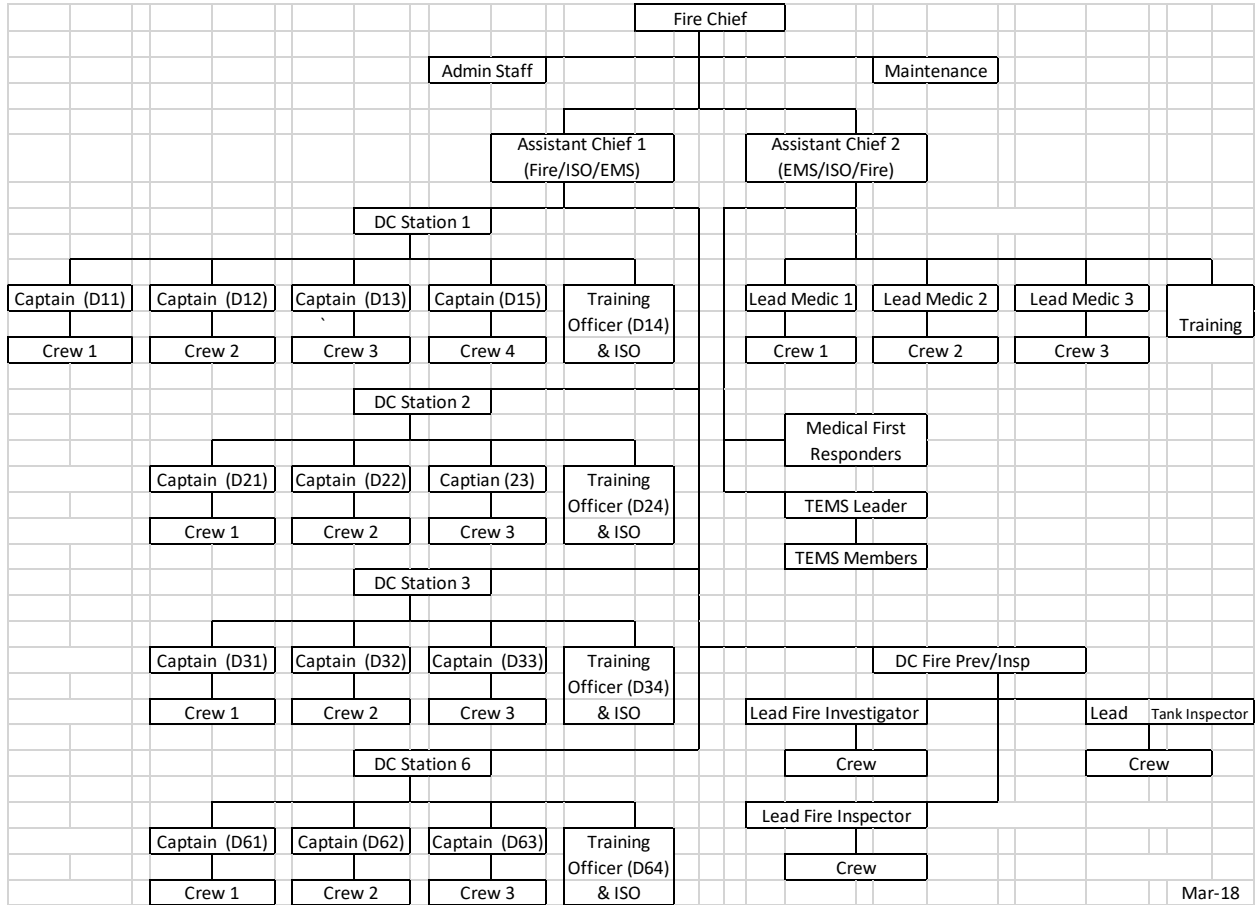 Fire Chief
Admin Staff
Maintenance
Assistant Chief 1
(Fire/ISO/EMS)
Assistant Chief 2
(EMS/ISO/Fire)
DC Station 1
Captain (D11)
Captain (D12)
Captain (D13)
Captain (D15)
Training
Officer (D14)
& ISO
`
Crew 1
Crew 2
Crew 3
Crew 4
Lead Medic 1
Lead Medic 2
Lead Medic 3
Training
Crew 1
Crew 2
Crew 3
DC Station 2
Captain (D21)
Captain (D22)
Captian (23)
Training
Officer (D24)
& ISO
Crew 1
Crew 2
Crew 3
Medical First
Responders
TEMS Leader
TEMS Members
DC Station 3
Captain (D31)
Captain (D32)
Captain (D33)
Training
Officer (D34)
& ISO
Crew 1
Crew 2
Crew 3
DC Fire Prev/Insp
Lead Fire Investigator
Lead Tank Inspector
Crew
Crew
Lead Fire Inspector
Crew
DC Station 6
Captain (D61)
Captain (D62)
Captain (D63)
Training
Officer (D64)
& ISO
Crew 1
Crew 2
Crew 3
Mar-18